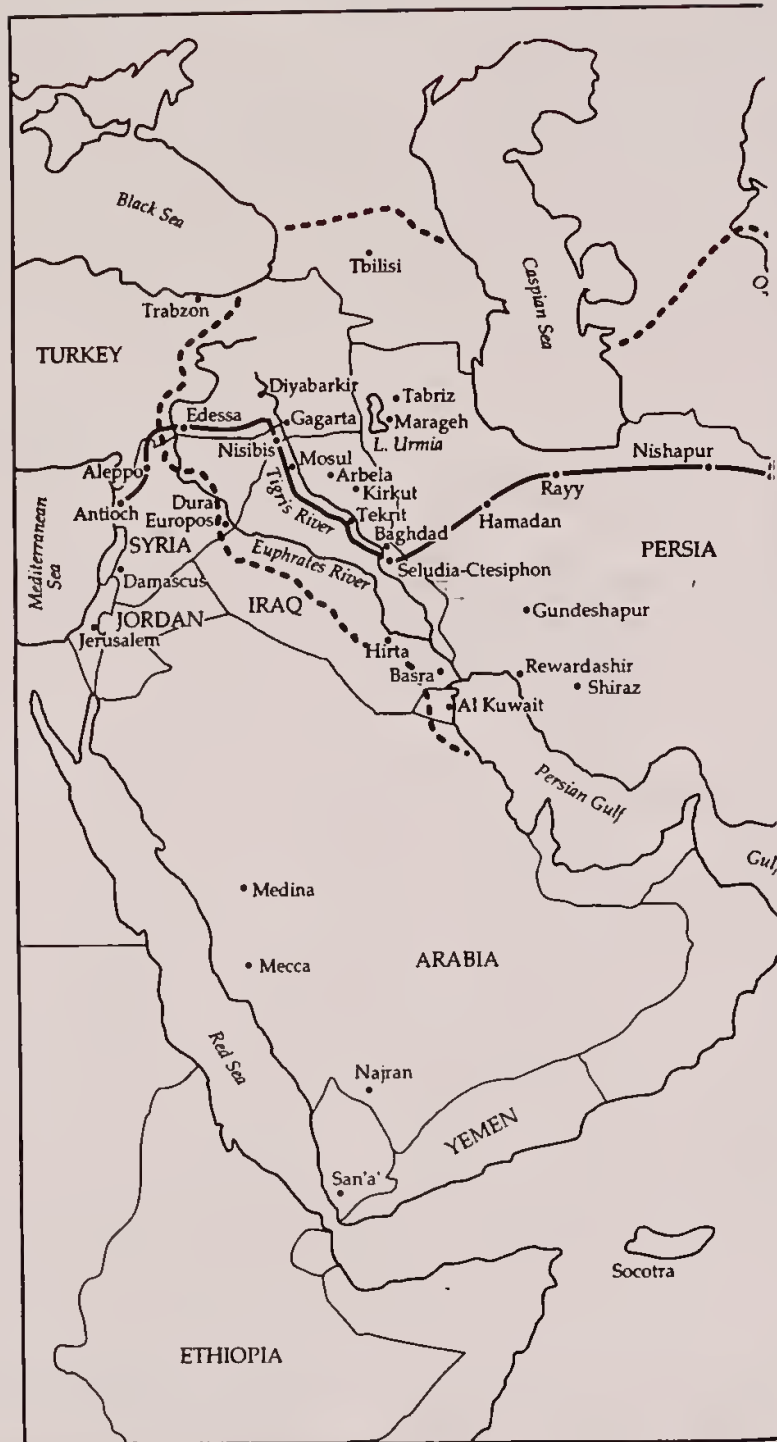 Black Sea
Tbilisi
Caspian Sea
Trabzon
TURKEY
Diyabarkir
Tabriz
Edessa
Gagarta
Marageh
L. Urmia
Nisibis
Nishapur
Aleppo
Mosul
Arbela
Rayy
Kirkut
Antioch
Dura
Europos
Tigris River
Tekrit
Hamadan
Baghdad
Mediterranean
Sea
SYRIA
Euphrates River
Seludia-Ctesiphon
PERSIA
Damascus
IRAQ
JORDAN
Gundeshapur
Jerusalem
Hirta
Basra
Rewardashir
Shiraz
Al Kuwait
Persian Gulf
Gulf
Medina
Mecca
ARABIA
Red Sea
Najran
YEMEN
San'a'
Socotra
ETHIOPIA